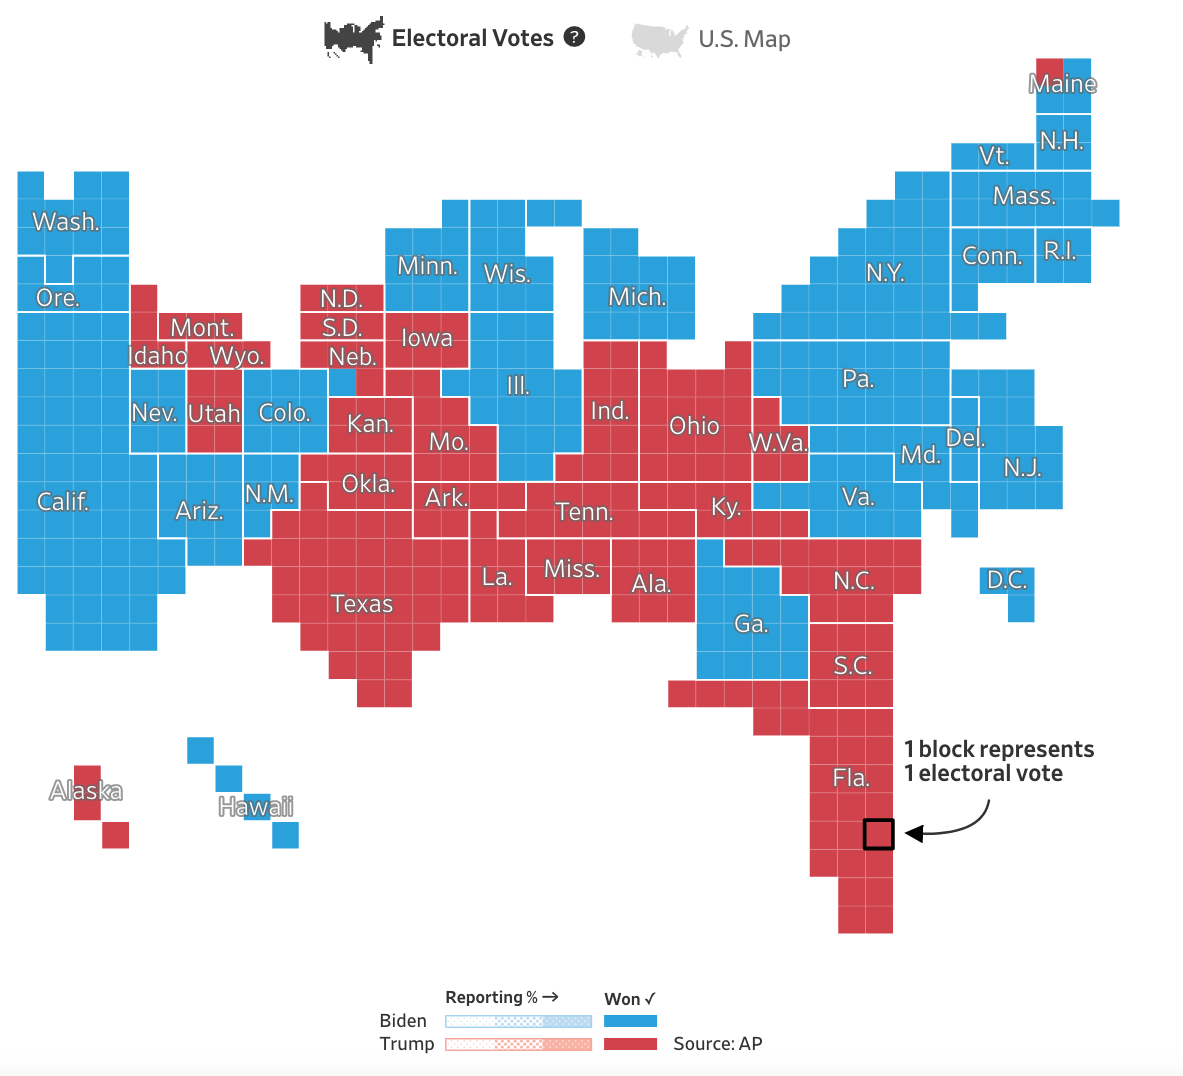 Electoral Votes ?
U.S. Map
Maine
N.H.
Vt.
Mass.
Wash.
Conn.
R.I.
Minn.
Wis.
N.Y.
Ore.
N.D.
Mich.
Mont.
S.D.
Iowa
Idaho
Wyo.
Neb.
Pa.
Ill.
Nev.
Utah
Colo.
Kan.
Ind.
Ohio
Mo.
W.Va.
Del.
Md.
N.J.
Calif.
N.M.
Okla.
Ark.
Va.
Ariz.
Tenn.
Ky.
La.
Miss.
Ala.
N.C.
D.C.
Texas
Ga.
S.C.
1 block represents
1 electoral vote
Fla.
Alaska
Hawaii
Reporting % → Won ✓
Biden
Trump
Source: AP